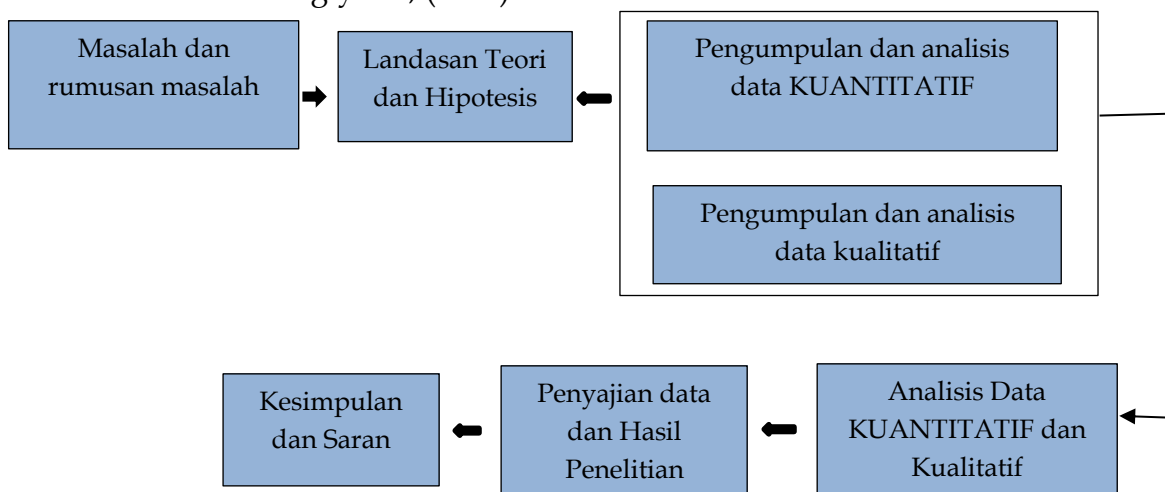 Masalah dan
rumusan masalah
Landasan Teori
dan Hipotesis
Pengumpulan dan analisis
data KUANTITATIF
Pengumpulan dan analisis
data kualitatif
Kesimpulan
dan Saran
Penyajian data
dan Hasil
Penelitian
Analisis Data
KUANTITATIF dan
Kualitatif